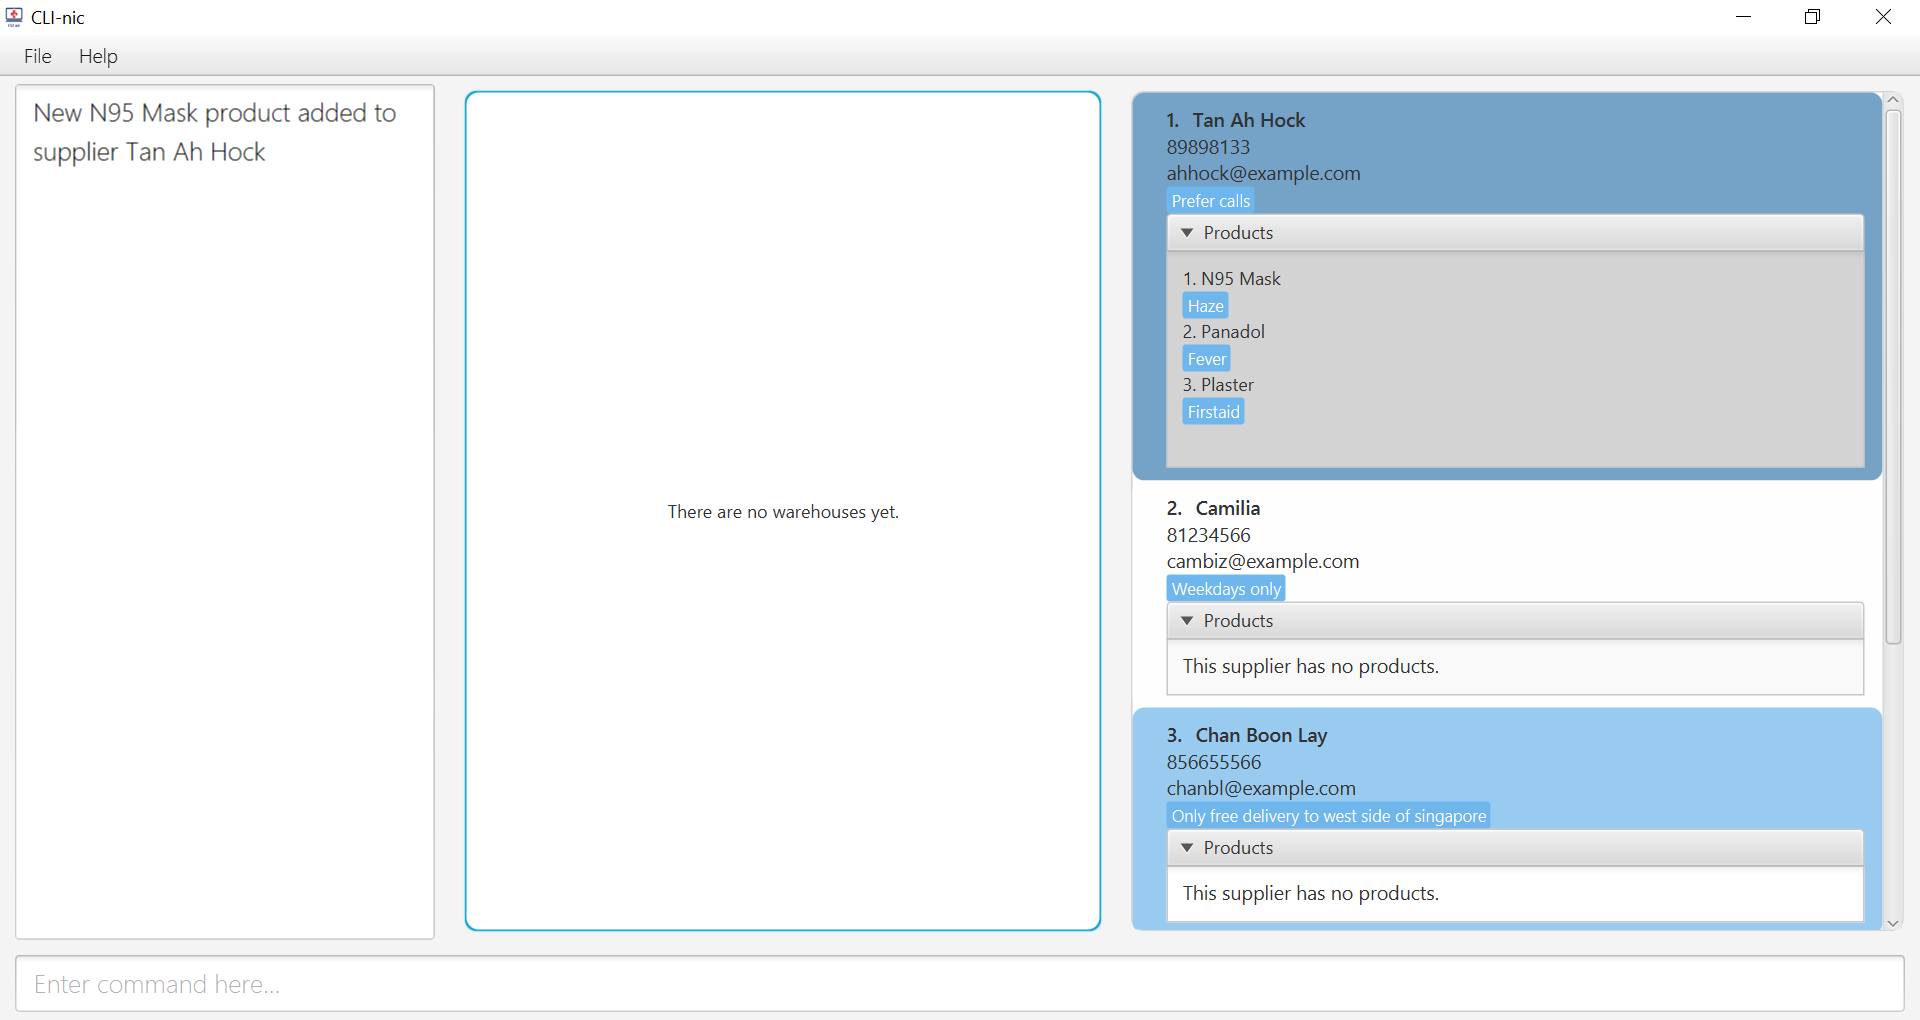 CLI-nic
File Help
New N95 Mask product added to
supplier Tan Ah Hock
There are no warehouses yet.
1. Tan Ah Hock
89898133
ahhock@example.com
Prefer calls
Products
1. N95 Mask
Haze
2. Panadol
Fever
3. Plaster
Firstaid
2. Camilia
81234566
cambiz@example.com
Weekdays only
Products
This supplier has no products.
3. Chan Boon Lay
856655566
chanbl@example.com
Only free delivery to west side of singapore
Products
This supplier has no products.
Enter command here...